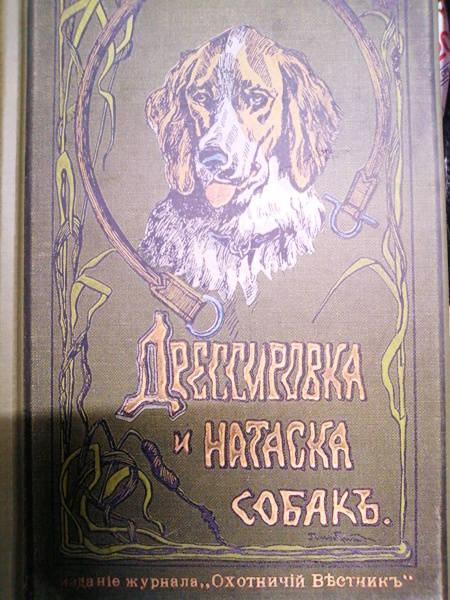 Дрессировка
и натаска
собакъ.
изданіе журнала „Охотничій Вѣстникъ"